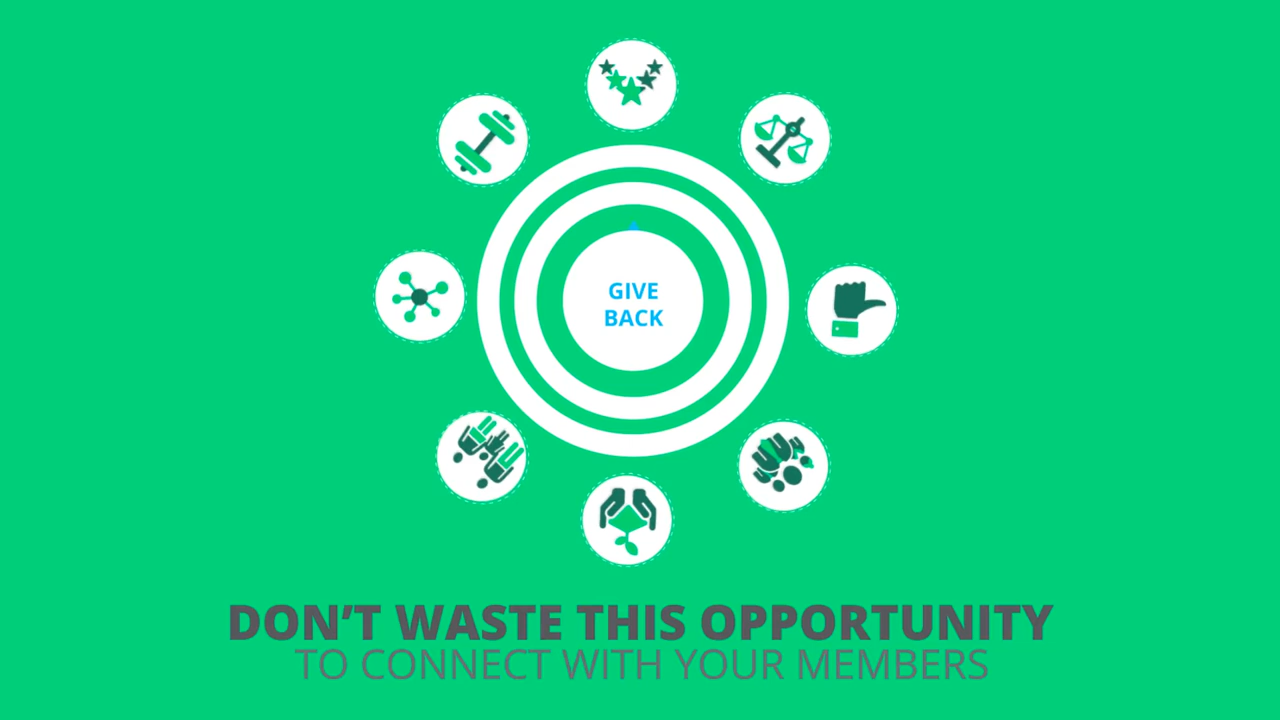 GIVE
BACK
DON'T WASTE THIS OPPORTUNITY
TO CONNECT WITH YOUR MEMBERS